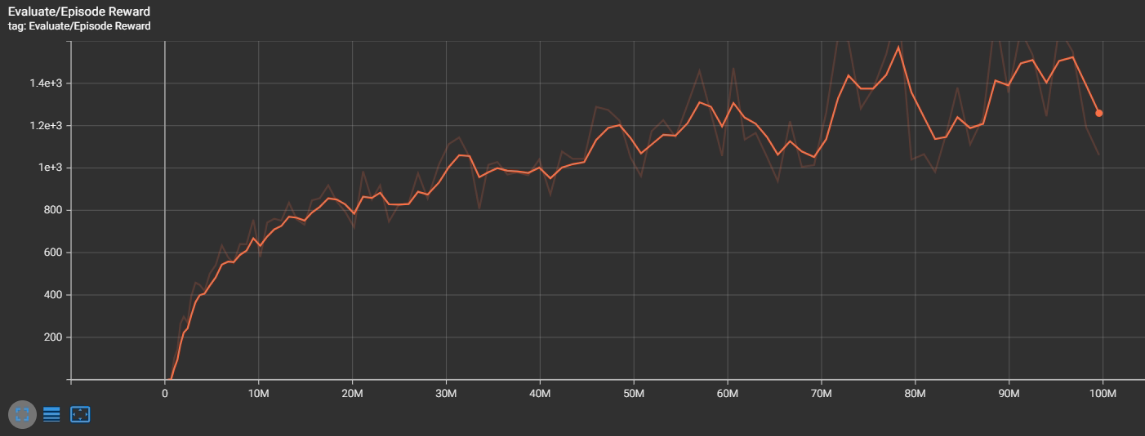 Evaluate/Episode Reward
tag: Evaluate/Episode Reward
1.4e+3
1.2e+3
1e+3
800
600
400
200
0 10M 20M 30M 40M 50M 60M 70M 80M 90M 100M